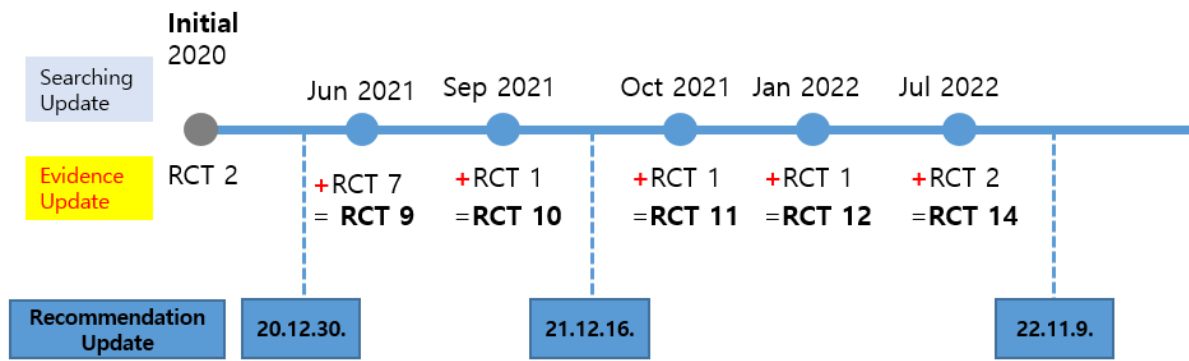 Initial
2020
Searching
Update
Jun 2021
Sep 2021
Oct 2021
Jan 2022
Jul 2022
Evidence
Update
RCT 2
+RCT 7
= RCT 9
+RCT 1
=RCT 10
+RCT 1
=RCT 11
+RCT 1
=RCT 12
+RCT 2
=RCT 14
Recommendation
Update
20.12.30.
21.12.16.
22.11.9.